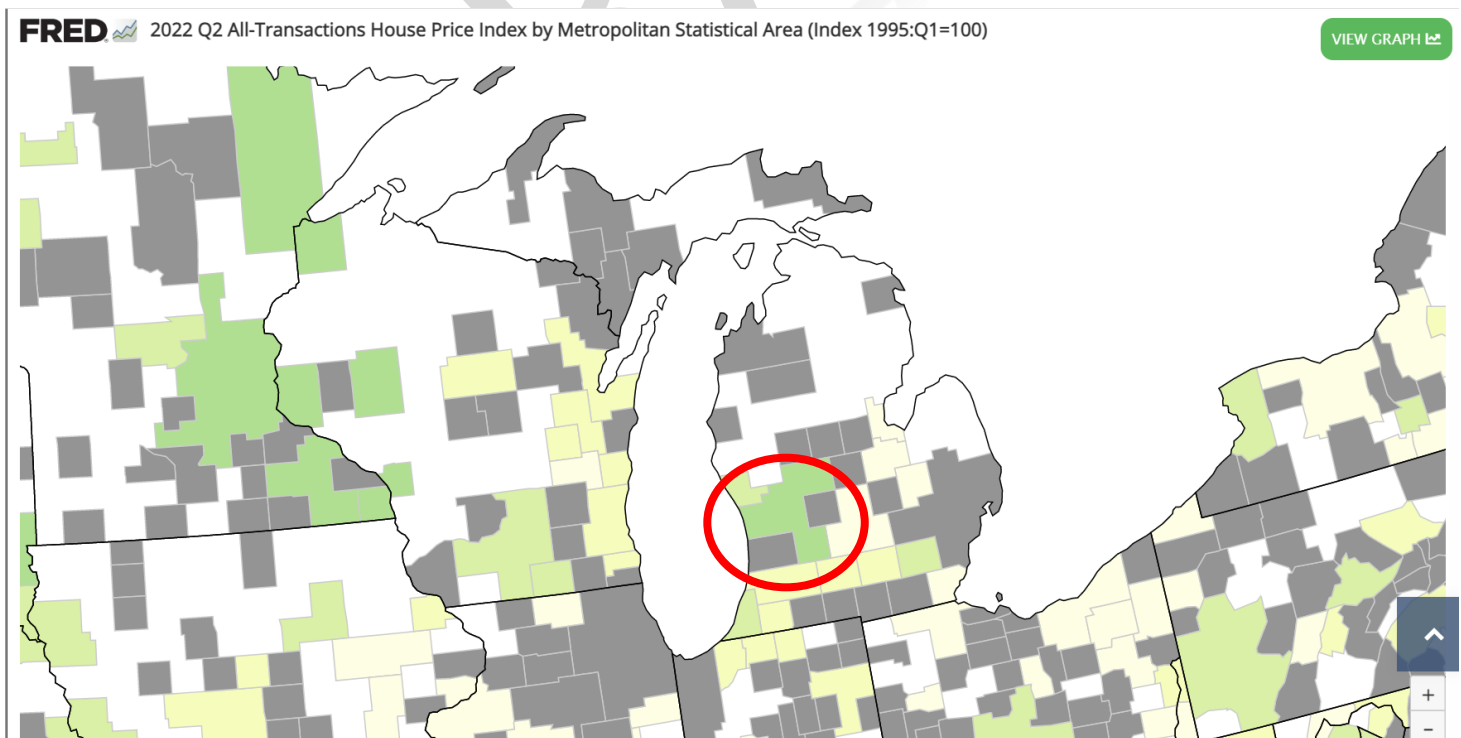 FRED 2022 Q2 All-Transactions House Price Index by Metropolitan Statistical Area (Index 1995:Q1=100)
VIEW GRAPH
+
−